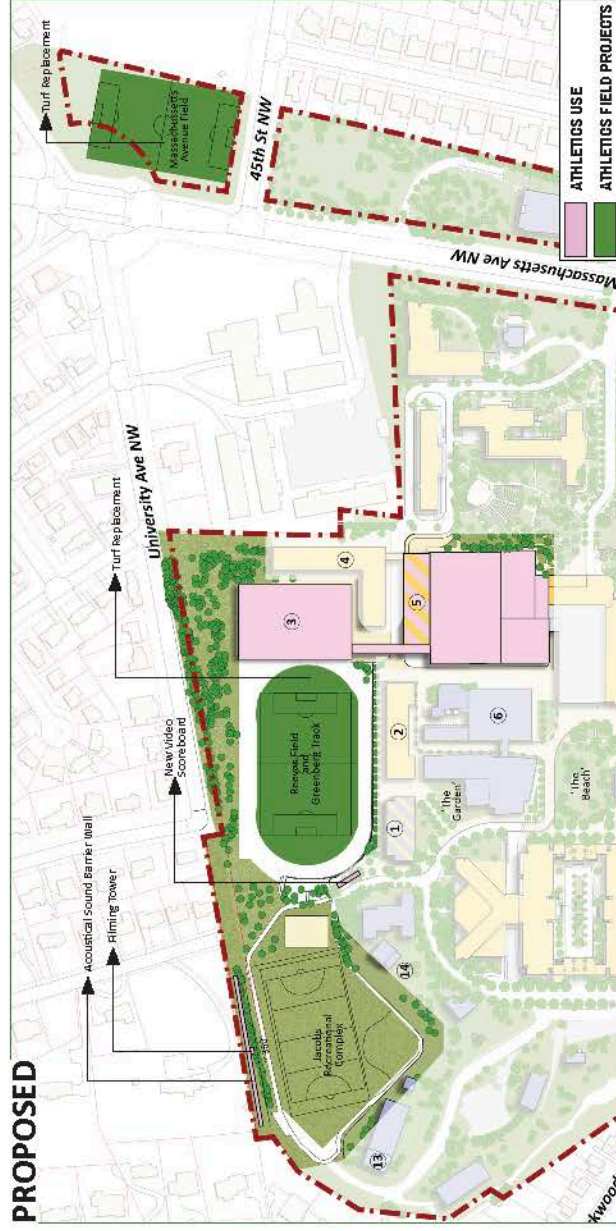 PROPOSED
Acoustical Sound Barrier Wall
Filming Tower
New Video
Scoreboard
Turf Replacement
Turf Replacement
University Ave NW
45th St NW
Massachusetts Ave NW
Massachussetts
Avenue Field
Reeves Field
and
Greenberg Track
Jacobs
Recreational
Complex
'The
Garden'
'The
Beach'
1
2
3
4
5
6
13
14
kwood
ATHLETICS USE
ATHLETICS FIELD PROJECTS